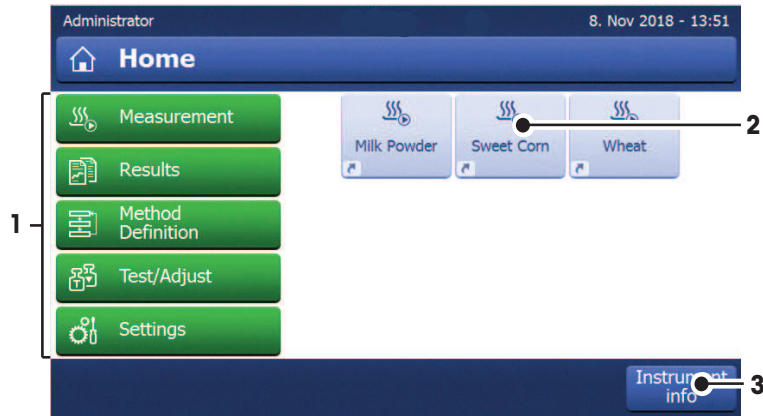 Administrator
8. Nov 2018 - 13:51
Home
Measurement
Results
Method
Definition
Test/Adjust
Settings
Milk Powder
Sweet Corn
Wheat
Instrument
info
1
2
3